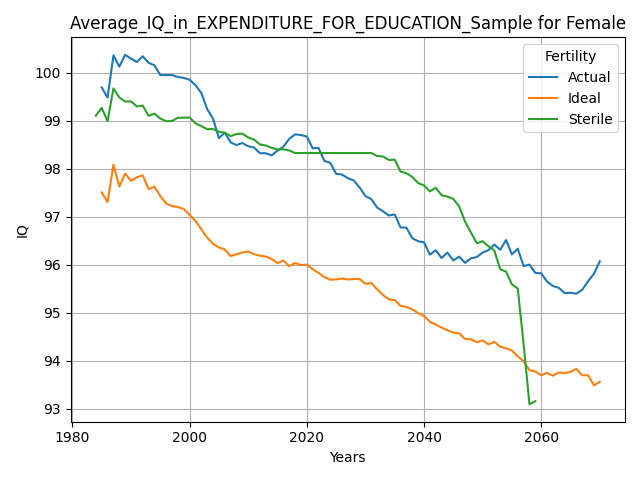 Average_IQ_in_EXPENDITURE_FOR_EDUCATION_Sample for Female
Fertility
Actual
Ideal
Sterile
IQ
100
99
98
97
96
95
94
93
1980
2000
2020
2040
2060
Years